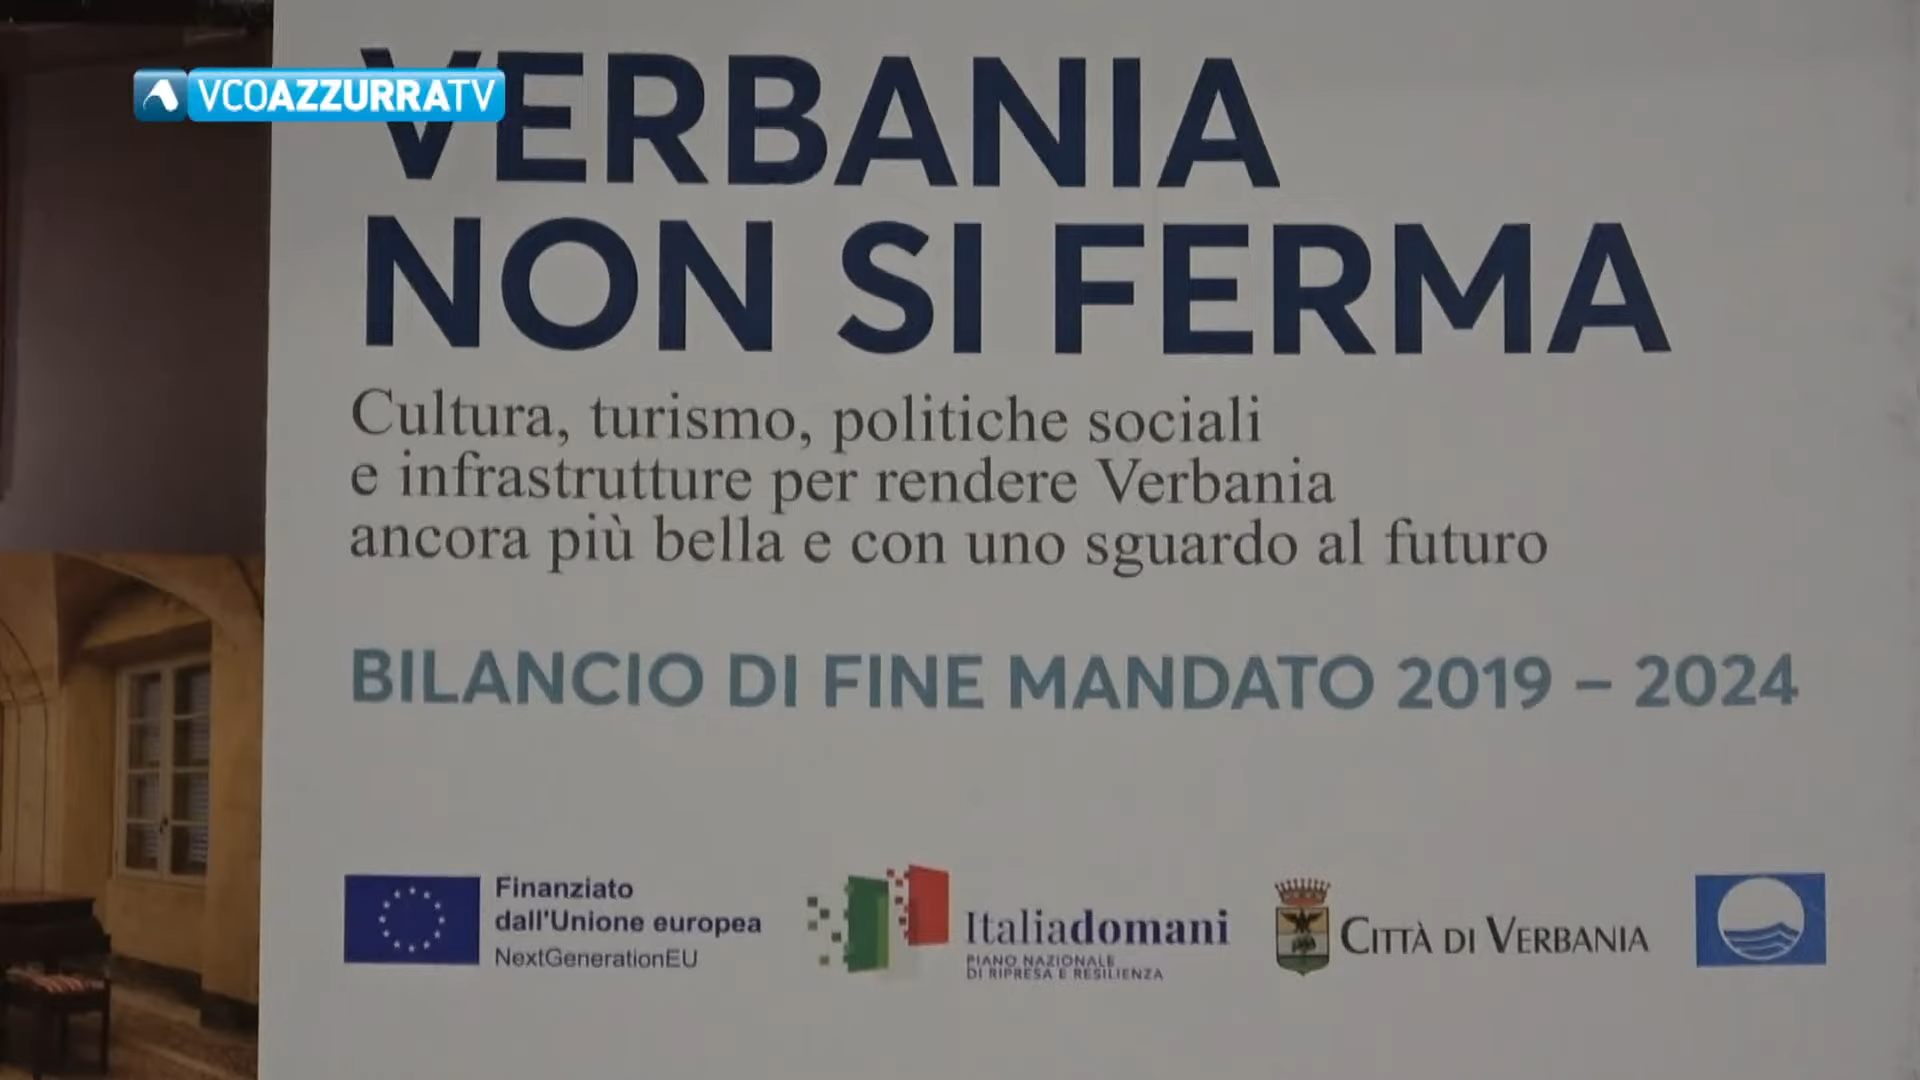 VCOAZZURRATV
VERBANIA
NON SI FERMA
Cultura, turismo, politiche sociali
e infrastrutture per rendere Verbania
ancora più bella e con uno sguardo al futuro
BILANCIO DI FINE MANDATO 2019 – 2024
Finanziato
dall'Unione europea
NextGenerationEU
Italiadomani
PIANO NAZIONALE
DI RIPRESA E RESILIENZA
CITTÀ DI VERBANIA